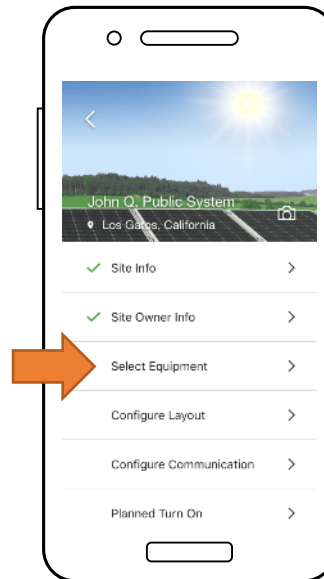 John Q. Public System
Los Gatos, California
Site Info
Site Owner Info
Select Equipment
Configure Layout
Configure Communication
Planned Turn On